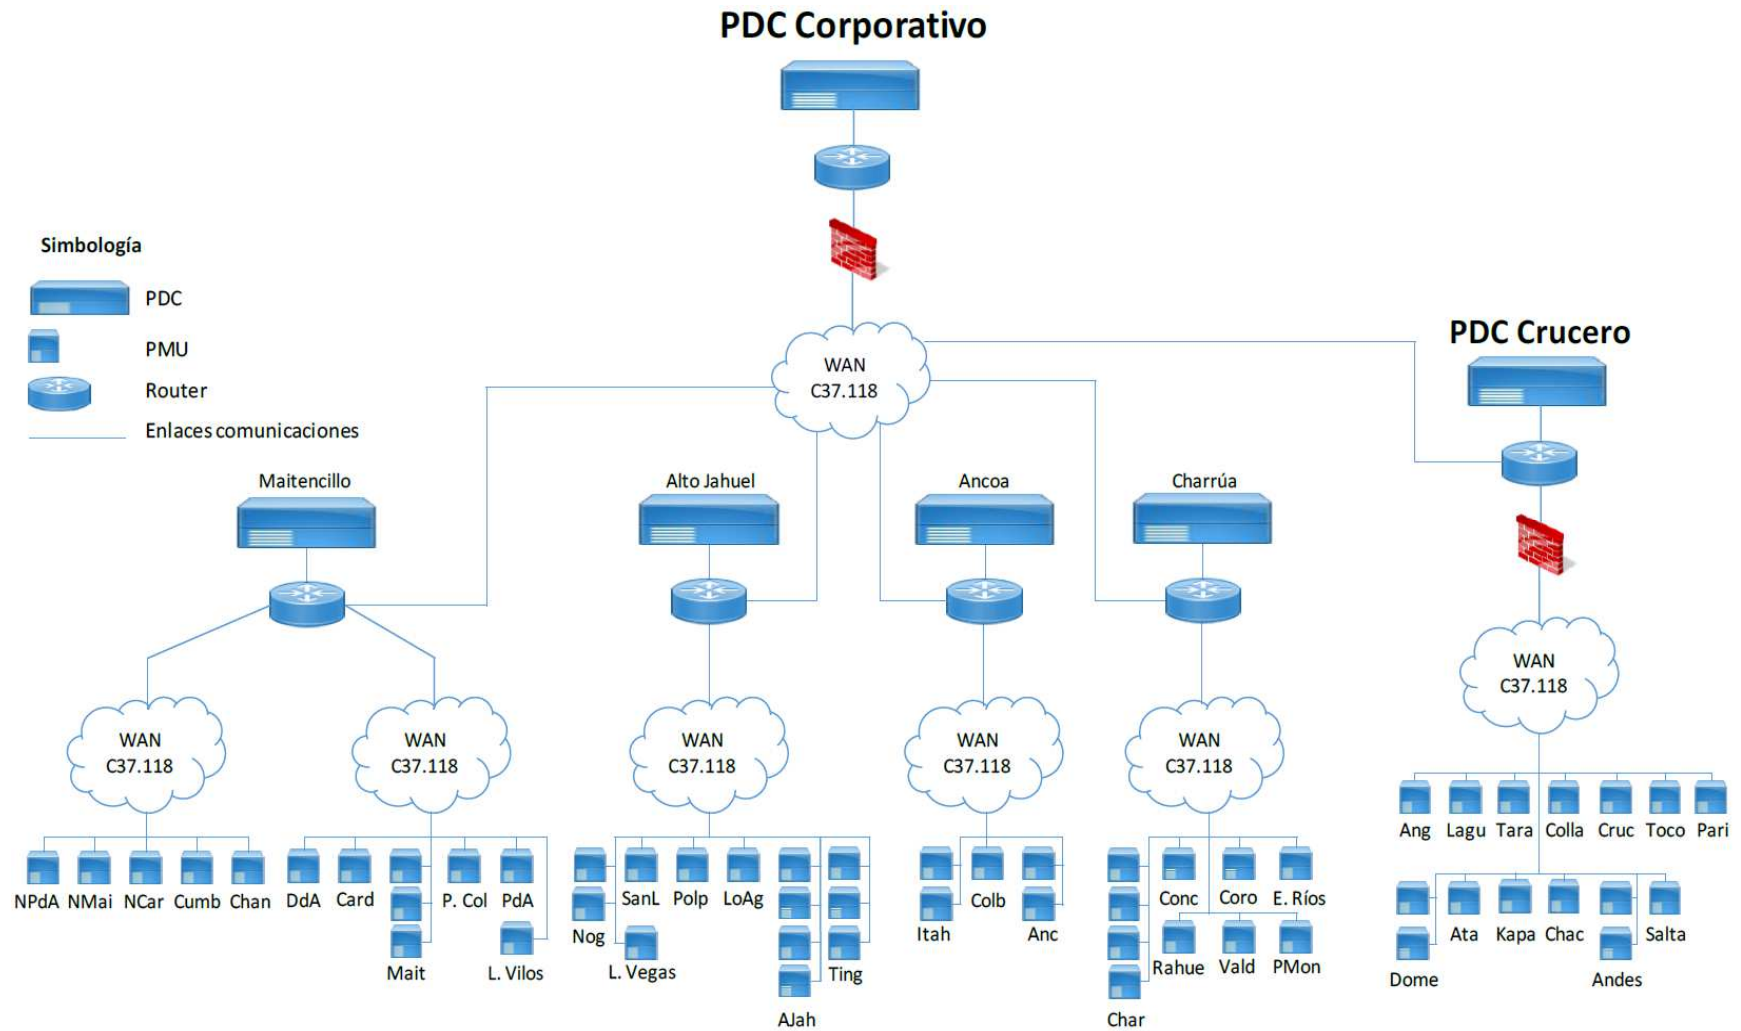 PDC Corporativo
Simbología
PDC
PMU
Router
Enlaces comunicaciones
WAN
C37.118
PDC Crucero
Maitencillo
Alto Jahuel
Ancoa
Charrúa
WAN
C37.118
WAN
C37.118
WAN
C37.118
WAN
C37.118
WAN
C37.118
WAN
C37.118
NPdA NMai NCar Cumb Chan
DdA Card P. Col PdA
Mait L. Vilos
SanL Polp LoAg
Nog
L. Vegas
Ting
AJah
Colb
Itah Anc
Conc Coro E. Ríos
Rahue Vald PMon
Char
Ang Lagu Tara Colla Cruc Toco Pari
Ata Kapa Chac Salta
Dome Andes